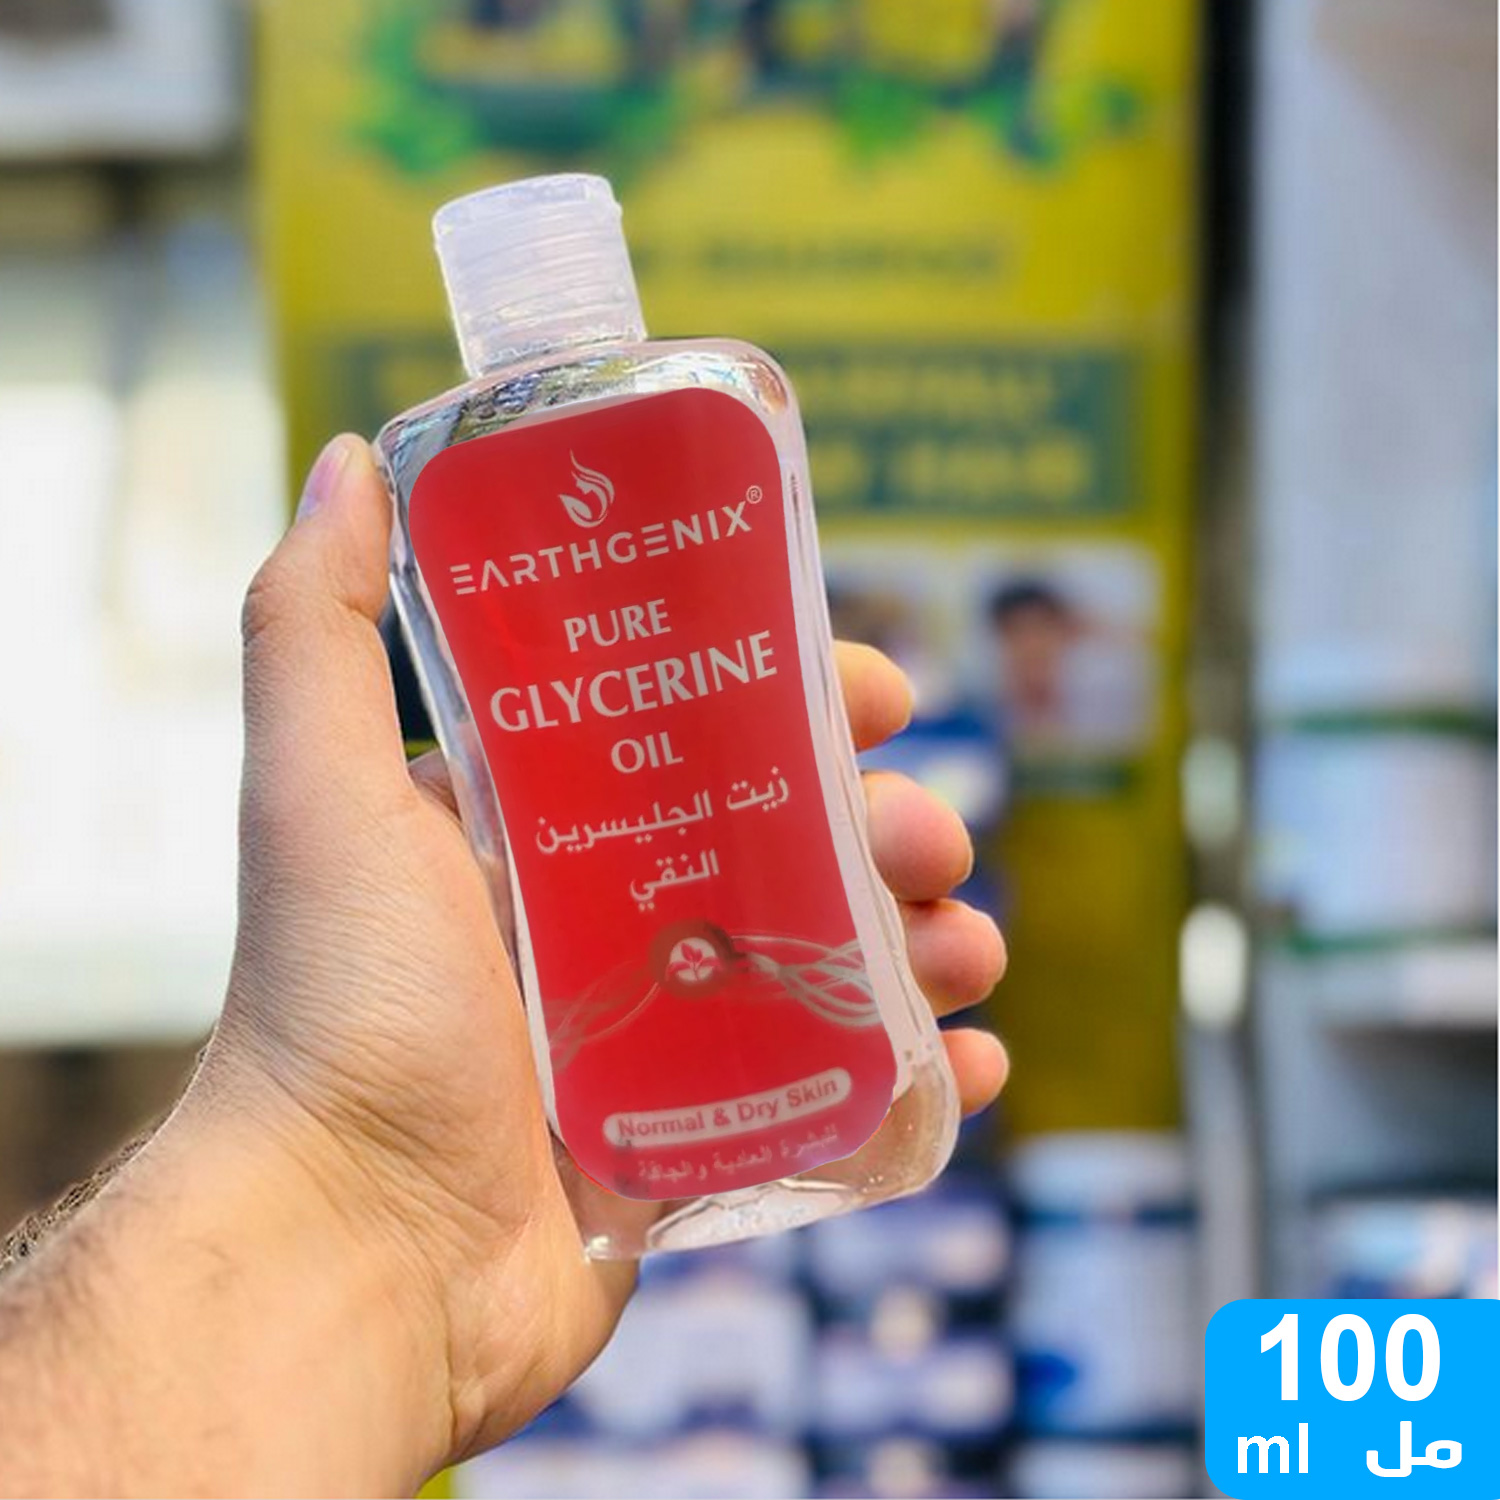 EARTHGENIX®
PURE
GLYCERINE
OIL
زيت الجليسرين
النقي
Normal & Dry Skin
للبشرة العادية والجافة
100
ml مل